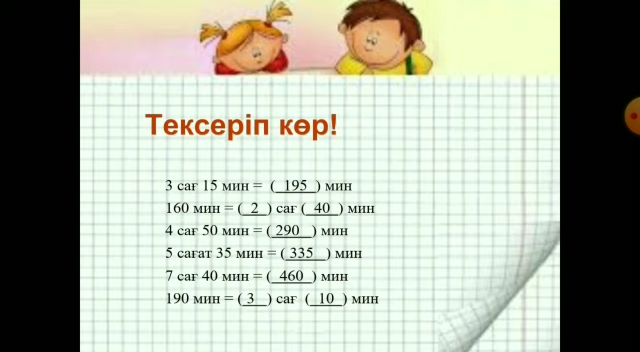 Тексеріп көр!
3 сағ 15 мин = ( 195 ) мин
160 мин = ( 2 ) сағ ( 40 ) мин
4 сағ 50 мин = ( 290 ) мин
5 сағат 35 мин = ( 335 ) мин
7 сағ 40 мин = ( 460 ) мин
190 мин = ( 3 ) сағ ( 10 ) мин